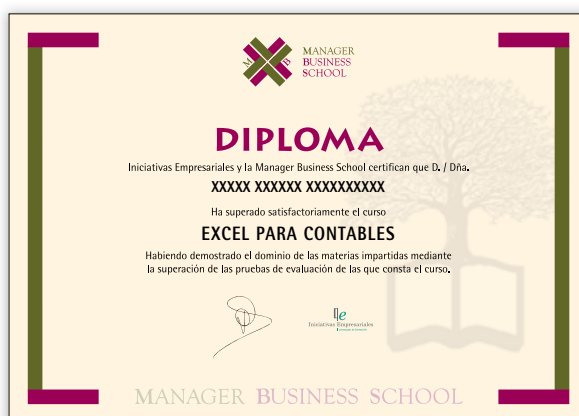 M B
MANAGER
BUSINESS
SCHOOL
DIPLOMA
Iniciativas Empresariales y la Manager Business School certifican que D. / Dña.
XXXXX XXXXXX XXXXXXXXXX
Ha superado satisfactoriamente el curso
EXCEL PARA CONTABLES
Habiendo demostrado el dominio de las materias impartidas mediante
la superación de las pruebas de evaluación de las que consta el curso.
Ie
Iniciativas Empresariales
MANAGER BUSINESS SCHOOL